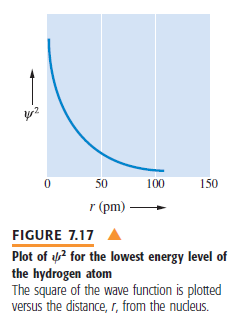 ψ²
0 50 100 150
r (pm)
FIGURE 7.17
Plot of ψ² for the lowest energy level of
the hydrogen atom
The square of the wave function is plotted
versus the distance, r, from the nucleus.